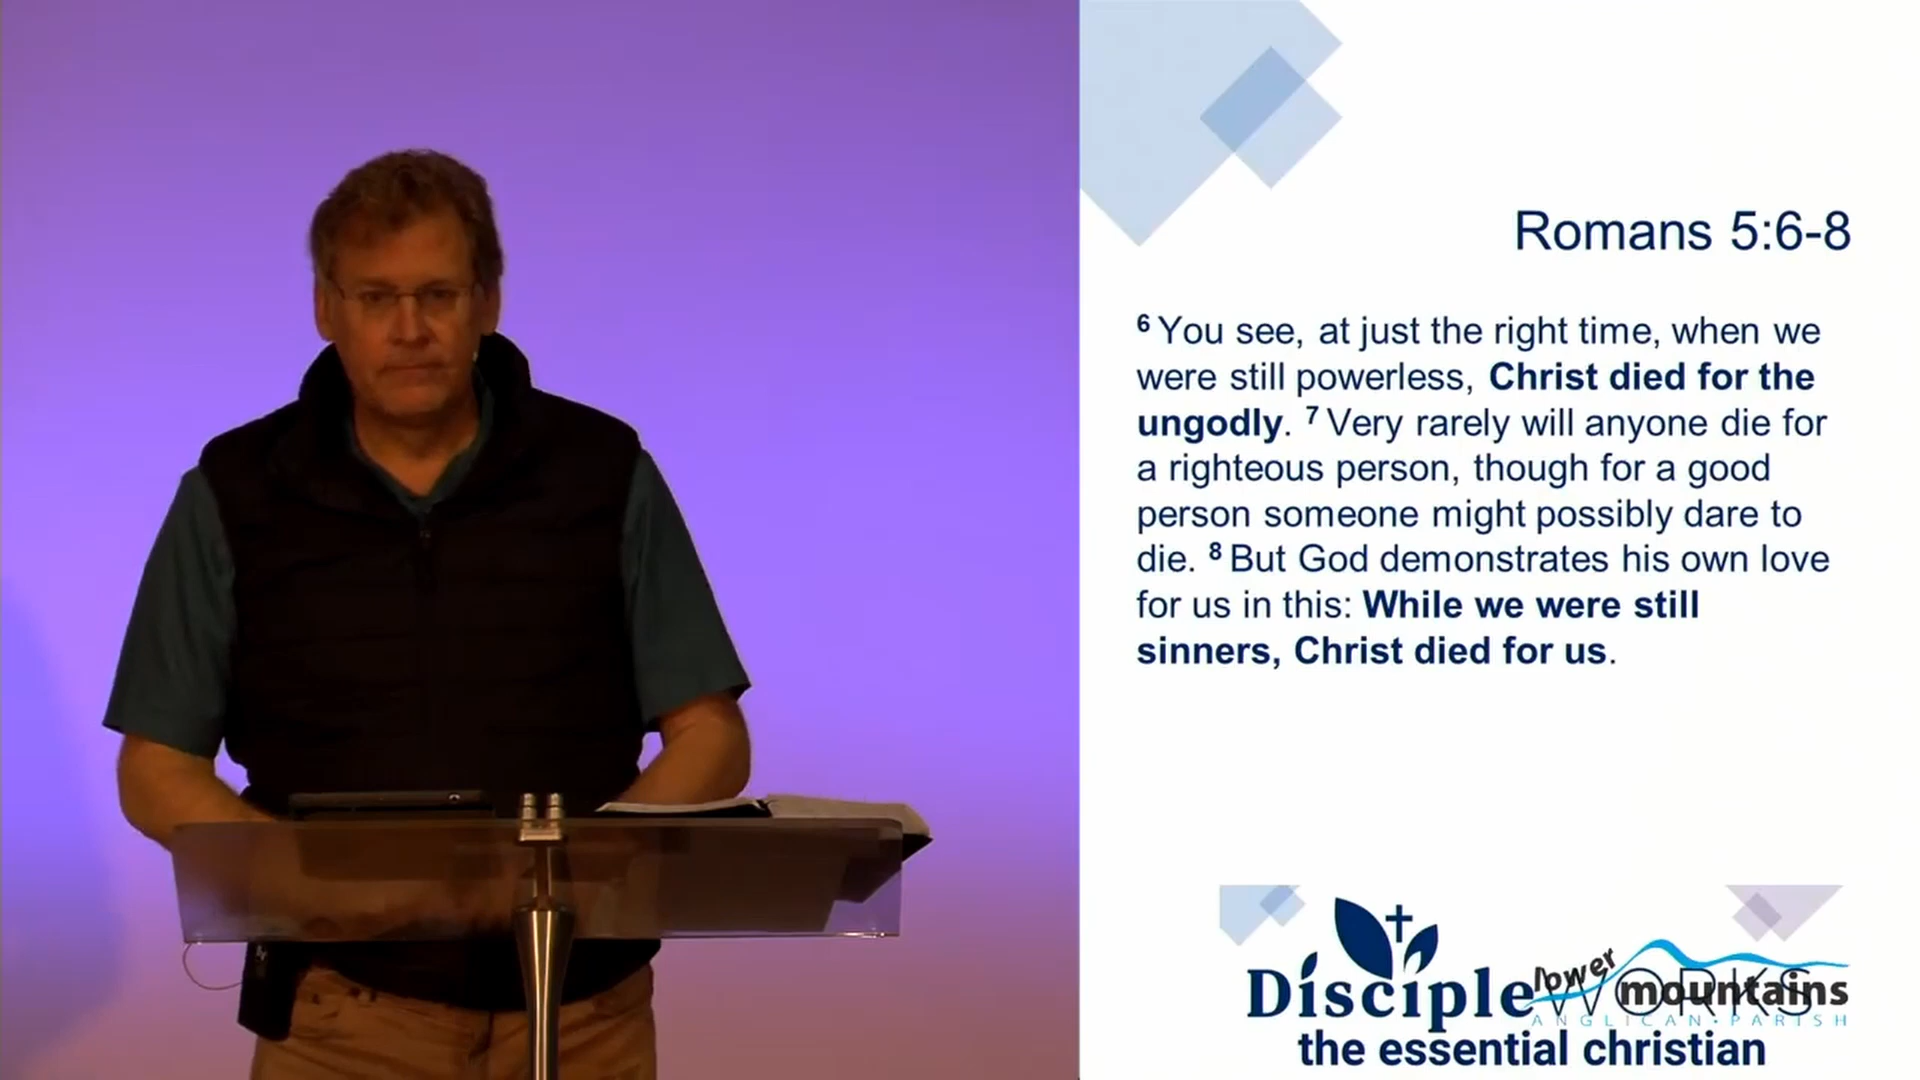 Romans 5:6-8
6 You see, at just the right time, when we
were still powerless, Christ died for the
ungodly. 7 Very rarely will anyone die for
a righteous person, though for a good
person someone might possibly dare to
die. 8 But God demonstrates his own love
for us in this: While we were still
sinners, Christ died for us.
Disciple WORKS
lower
mountains
ANGLICAN·PARISH
the essential christian